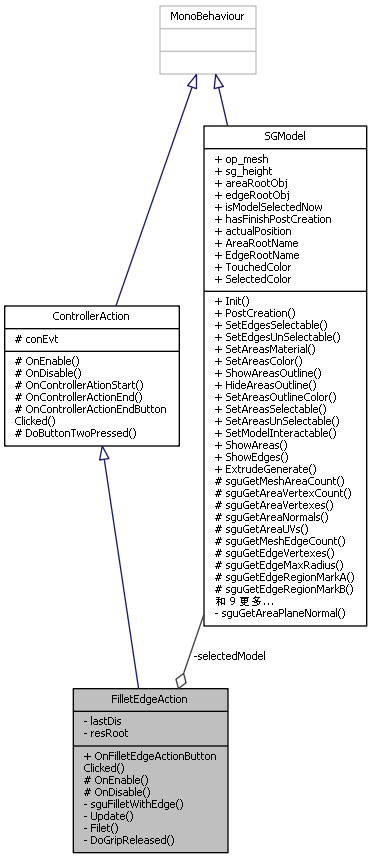 MonoBehaviour
SGModel
+ op_mesh
+ sg_height
+ areaRootObj
+ edgeRootObj
+ isModelSelectedNow
+ hasFinishPostCreation
+ actualPosition
+ AreaRootName
+ EdgeRootName
+ TouchedColor
+ SelectedColor
+ Init()
+ PostCreation()
+ SetEdgesSelectable()
+ SetEdgesUnSelectable()
+ SetAreasMaterial()
+ SetAreasColor()
+ ShowAreasOutline()
+ HideAreasOutline()
+ SetAreasOutlineColor()
+ SetAreasSelectable()
+ SetAreasUnSelectable()
+ SetModelInteractable()
+ ShowAreas()
+ ShowEdges()
+ ExtrudeGenerate()
# sguGetMeshAreaCount()
# sguGetAreaVertexCount()
# sguGetAreaVertexes()
# sguGetAreaNormals()
# sguGetAreaUVs()
# sguGetMeshEdgeCount()
# sguGetEdgeVertexes()
# sguGetEdgeMaxRadius()
# sguGetEdgeRegionMarkA()
# sguGetEdgeRegionMarkB()
和 9 更多...
- sguGetAreaPlaneNormal()
ControllerAction
# conEvt
# OnEnable()
# OnDisable()
# OnControllerAtionStart()
# OnControllerActionEnd()
# OnControllerActionEndButton
Clicked()
# DoButtonTwoPressed()
-selectedModel
FilletEdgeAction
- lastDis
- resRoot
+ OnFilletEdgeActionButton
Clicked()
# OnEnable()
# OnDisable()
- sguFilletWithEdge()
- Update()
- Filet()
- DoGripReleased()